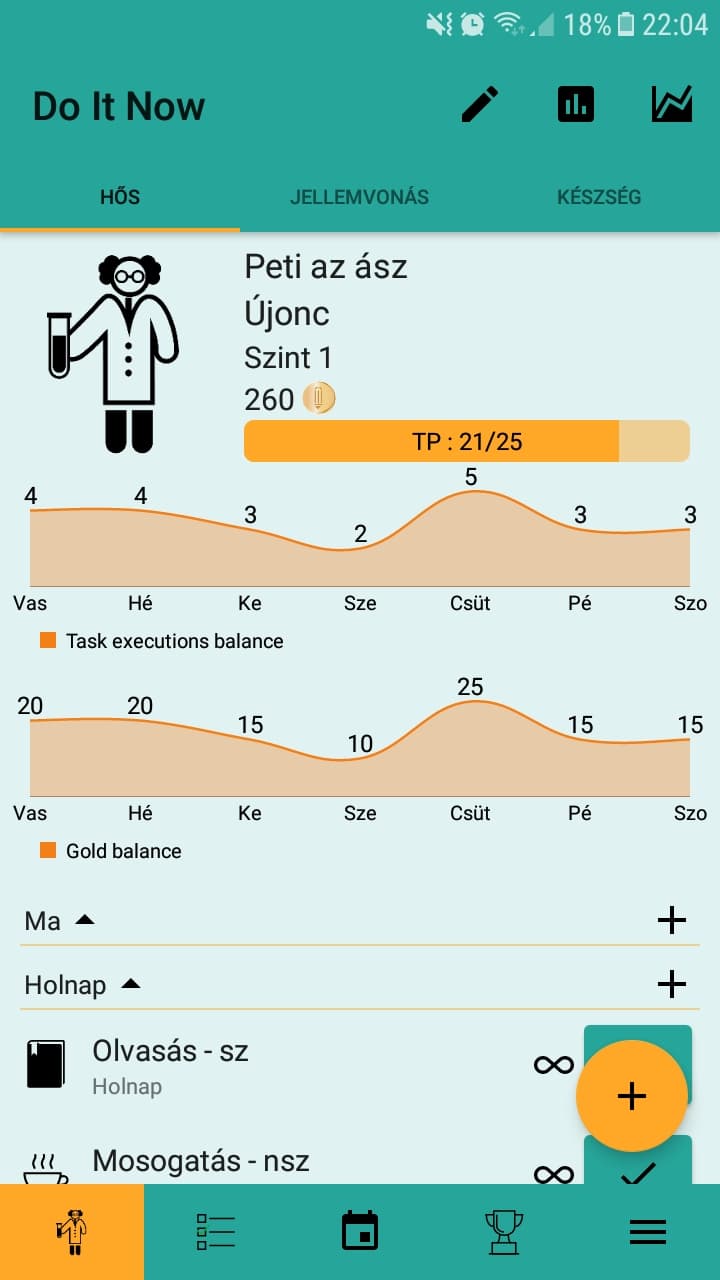 18% 22:04
Do It Now
HŐS JELLEMVONÁS KÉSZSÉG
Peti az ász
Újonc
Szint 1
260
TP : 21/25
4 4 3 2 5 3 3
Vas Hé Ke Sze Csüt Pé Szo
Task executions balance
20 20 15 10 25 15 15
Vas Hé Ke Sze Csüt Pé Szo
Gold balance
Ma
Holnap
Olvasás - sz
Holnap
Mosogatás - nsz